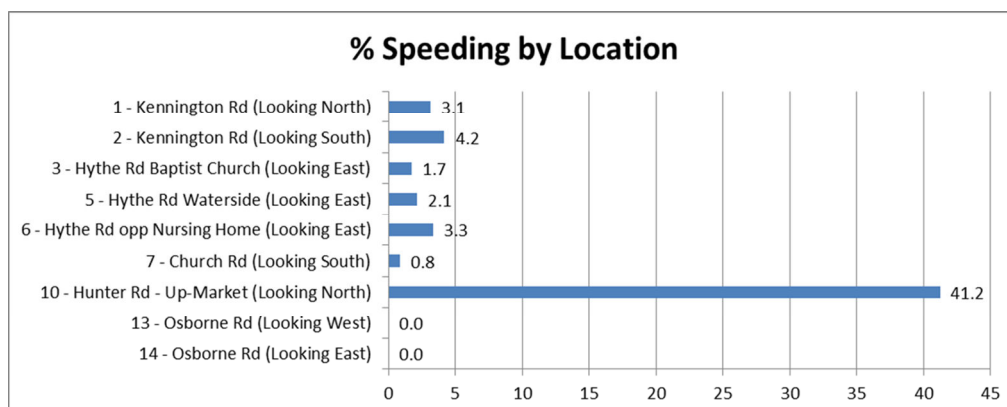 % Speeding by Location
1 - Kennington Rd (Looking North) 3.1
2 - Kennington Rd (Looking South) 4.2
3 - Hythe Rd Baptist Church (Looking East) 1.7
5 - Hythe Rd Waterside (Looking East) 2.1
6 - Hythe Rd opp Nursing Home (Looking East) 3.3
7 - Church Rd (Looking South) 0.8
10 - Hunter Rd - Up-Market (Looking North) 41.2
13 - Osborne Rd (Looking West) 0.0
14 - Osborne Rd (Looking East) 0.0
0 5 10 15 20 25 30 35 40 45